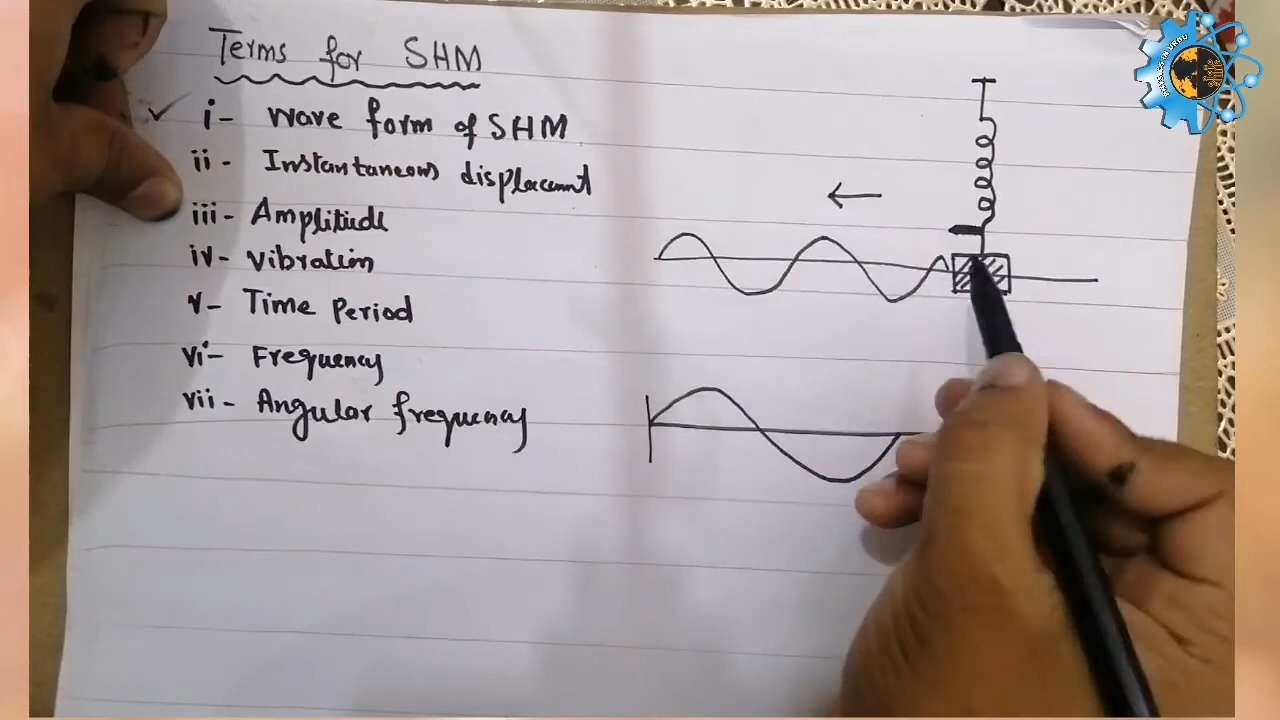 Terms for SHM
i- wave form of SHM
ii- Instantaneous displacemnt
iii- Amplitude
iv- Vibration
v- Time Period
vi- Frequency
vii- Angular frequency